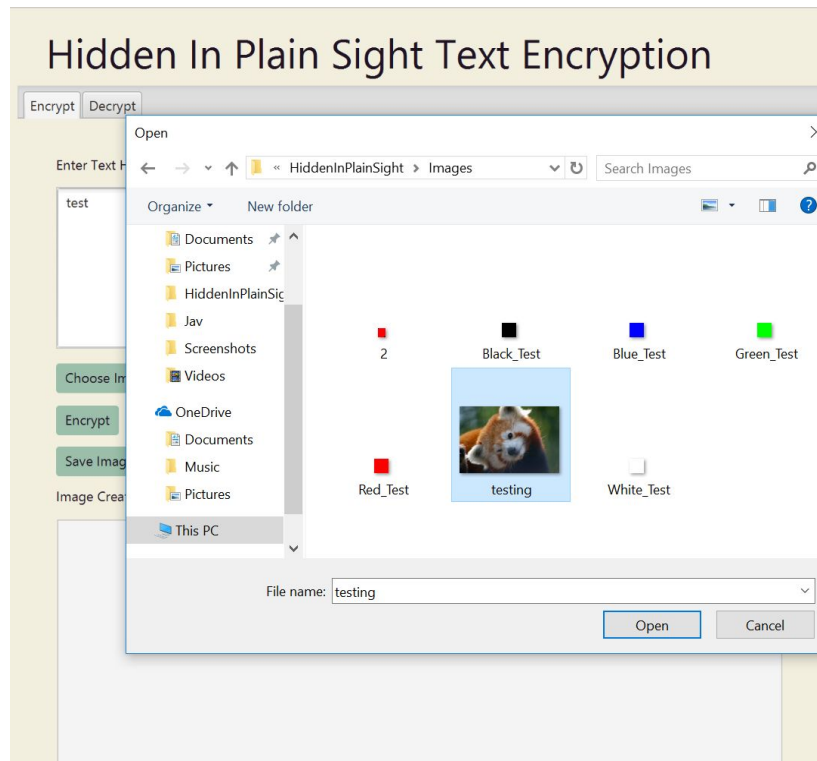 Hidden In Plain Sight Text Encryption
Encrypt Decrypt
Open
Enter Text H
« HiddenInPlainSight > Images
Search Images
test
Organize
New folder
Documents
Pictures
HiddenInPlainSig
Jav
Screenshots
Videos
OneDrive
Documents
Music
Pictures
This PC
2 Black_Test Blue_Test Green_Test
Red_Test testing White_Test
Choose Im
Encrypt
Save Imag
Image Crea
File name: testing
Open Cancel